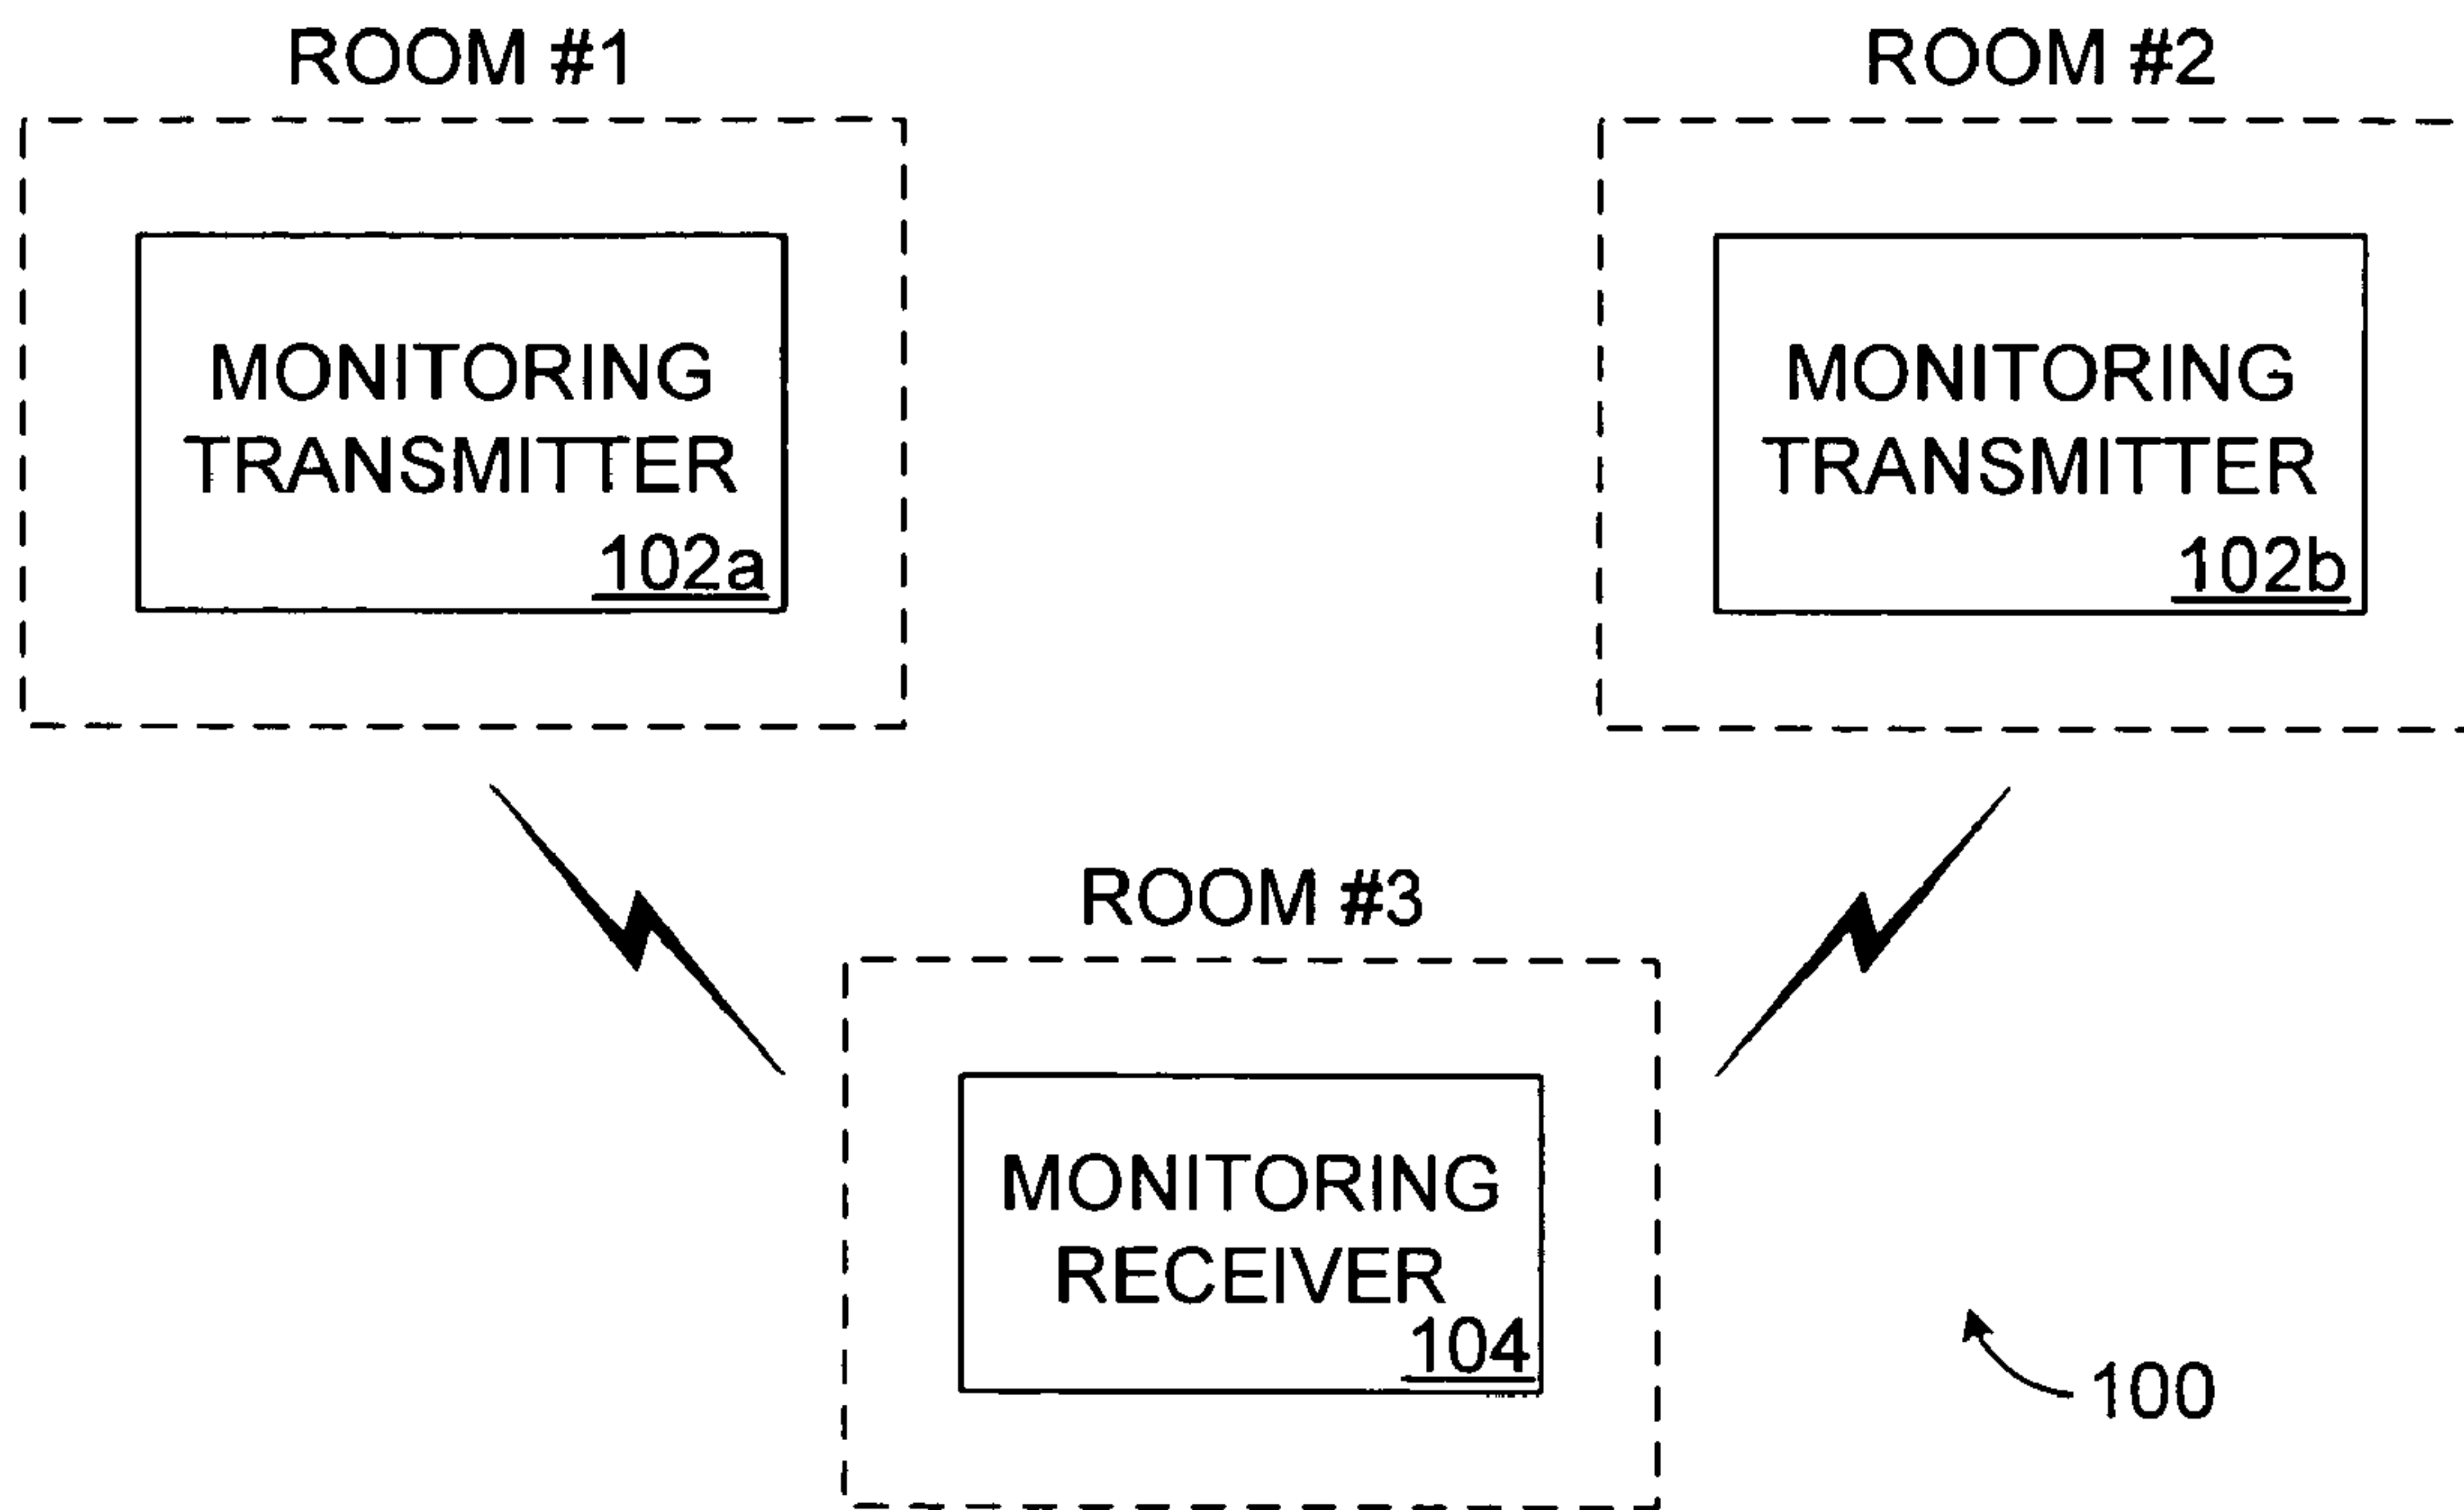 ROOM #1
MONITORING
TRANSMITTER
102a
ROOM #2
MONITORING
TRANSMITTER
102b
ROOM #3
MONITORING
RECEIVER
104
100